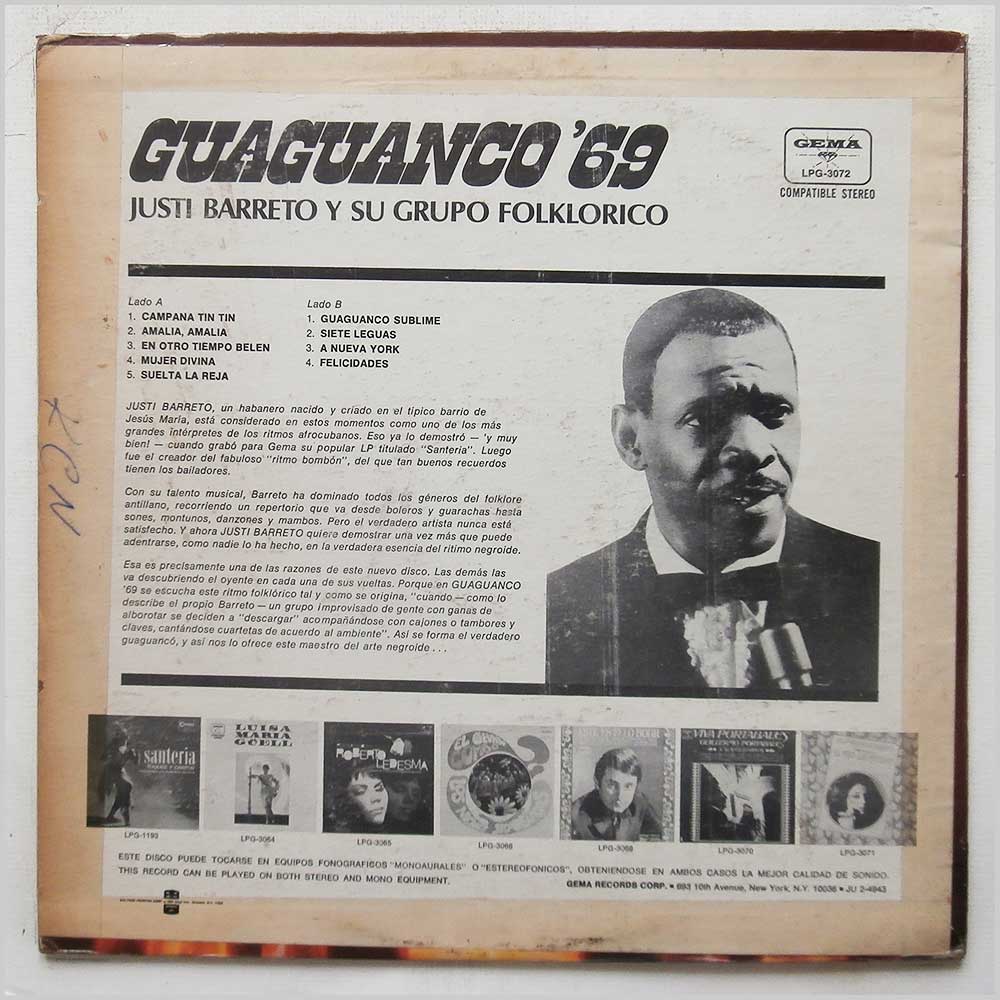 GUAGUANCO '69
JUSTI BARRETO Y SU GRUPO FOLKLORICO
GEMA
LPG-3072
COMPATIBLE STEREO
Lado A
1. CAMPANA TIN TIN
2. AMALIA, AMALIA
3. EN OTRO TIEMPO BELEN
4. MUJER DIVINA
5. SUELTA LA REJA
Lado B
1. GUAGUANCO SUBLIME
2. SIETE LEGUAS
3. A NUEVA YORK
4. FELICIDADES
JUSTI BARRETO, un habanero nacido y criado en el típico barrio de
Jesús María, está considerado en estos momentos como uno de los más
grandes intérpretes de los ritmos afrocubanos. Eso ya lo demostró — 'y muy
bien! — cuando grabó para Gema su popular LP titulado "Santería". Luego
fue el creador del fabuloso "ritmo bombón", del que tan buenos recuerdos
tienen los bailadores.
Con su talento musical, Barreto ha dominado todos los géneros del folklore
antillano, recorriendo un repertorio que va desde boleros y guarachas hasta
sones, montunos, danzones y mambos. Pero el verdadero artista nunca está
satisfecho. Y ahora JUSTI BARRETO quiere demostrar una vez más que puede
adentrarse, como nadie lo ha hecho, en la verdadera esencia del ritimo negroide.
Esa es precisamente una de las razones de este nuevo disco. Las demás las
va descubriendo el oyente en cada una de sus vueltas. Porque en GUAGUANCO
'69 se escucha este ritmo folklórico tal y como se origina, "cuando — como lo
describe el propio Barreto — un grupo improvisado de gente con ganas de
alborotar se deciden a "descargar" acompañándose con cajones o tambores y
claves, cantándose cuartetas de acuerdo al ambiente". Así se forma el verdadero
guaguancó, y así nos lo ofrece este maestro del arte negroide . . .
santería
LUISA
MARIA
GÜELL
ROBERTO
LEDESMA
VIVA PORTABALES
GUILLERMO PORTABALES
LPG-1193
LPG-3064
LPG-3065
LPG-3066
LPG-3068
LPG-3070
LPG-3071
ESTE DISCO PUEDE TOCARSE EN EQUIPOS FONOGRAFICOS "MONOAURALES" O "ESTEREOFONICOS", OBTENIENDOSE EN AMBOS CASOS LA MEJOR CALIDAD DE SONIDO.
THIS RECORD CAN BE PLAYED ON BOTH STEREO AND MONO EQUIPMENT.
GEMA RECORDS CORP. • 693 10th Avenue, New York, N.Y. 10036 • JU 2-4943